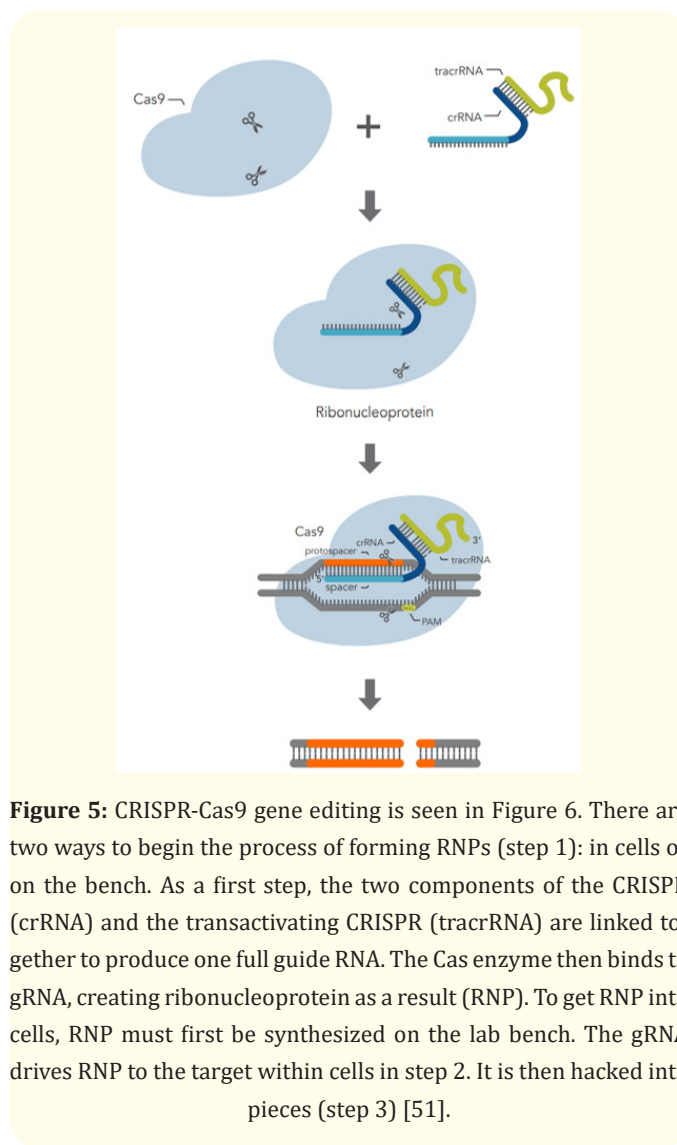 Cas9
tracrRNA
crRNA
+
Ribonucleoprotein
Cas9
crRNA
3'
protospacer
tracrRNA
5'
spacer
PAM
Figure 5: CRISPR-Cas9 gene editing is seen in Figure 6. There ar
two ways to begin the process of forming RNPs (step 1): in cells o
on the bench. As a first step, the two components of the CRISP
(crRNA) and the transactivating CRISPR (tracrRNA) are linked to-
gether to produce one full guide RNA. The Cas enzyme then binds t
gRNA, creating ribonucleoprotein as a result (RNP). To get RNP int
cells, RNP must first be synthesized on the lab bench. The gRNA
drives RNP to the target within cells in step 2. It is then hacked int
pieces (step 3) [51].